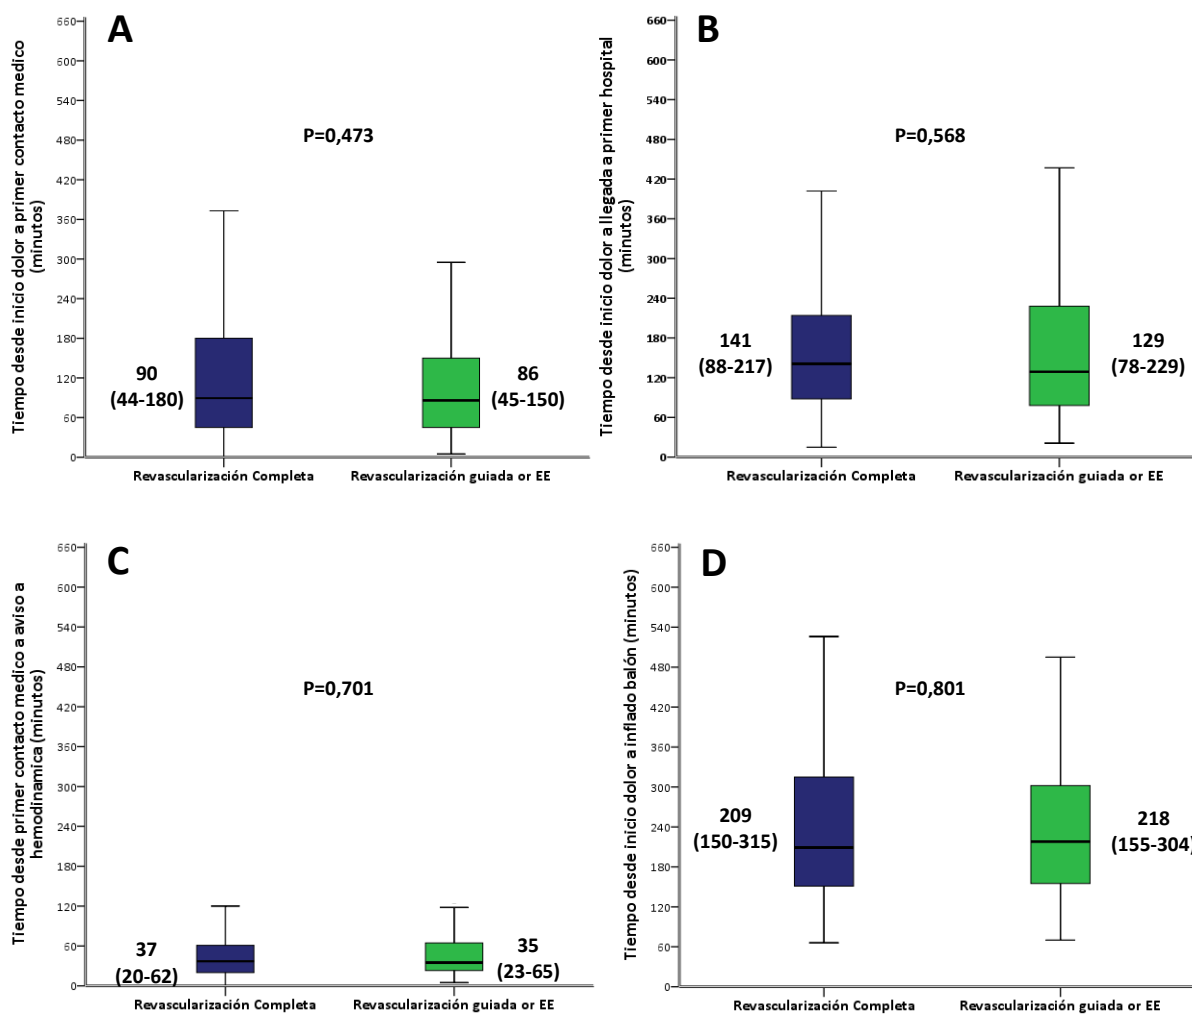 A
Tiempo desde inicio dolor a primer contacto medico
(minutos)
660
600
540
480
420
360
300
240
180
120
60
0
P=0,473
90
(44-180)
86
(45-150)
Revascularización Completa
Revascularización guiada or EE
B
Tiempo desde inicio dolor a llegada a primer hospital
(minutos)
660
600
540
480
420
360
300
240
180
120
60
0
P=0,568
141
(88-217)
129
(78-229)
Revascularización Completa
Revascularización guiada or EE
C
Tiempo desde primer contacto medico a aviso a
hemodinamica (minutos)
660
600
540
480
420
360
300
240
180
120
60
0
P=0,701
37
(20-62)
35
(23-65)
Revascularización Completa
Revascularización guiada or EE
D
Tiempo desde inicio dolor a inflado balón (minutos)
660
600
540
480
420
360
300
240
180
120
60
0
P=0,801
209
(150-315)
218
(155-304)
Revascularización Completa
Revascularización guiada or EE